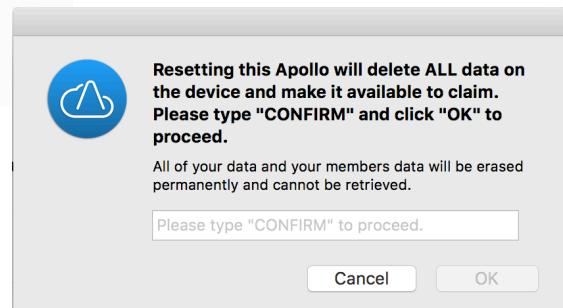 Resetting this Apollo will delete ALL data on
the device and make it available to claim.
Please type "CONFIRM" and click "OK" to
proceed.
All of your data and your members data will be erased
permanently and cannot be retrieved.
Please type "CONFIRM" to proceed.
Cancel
OK